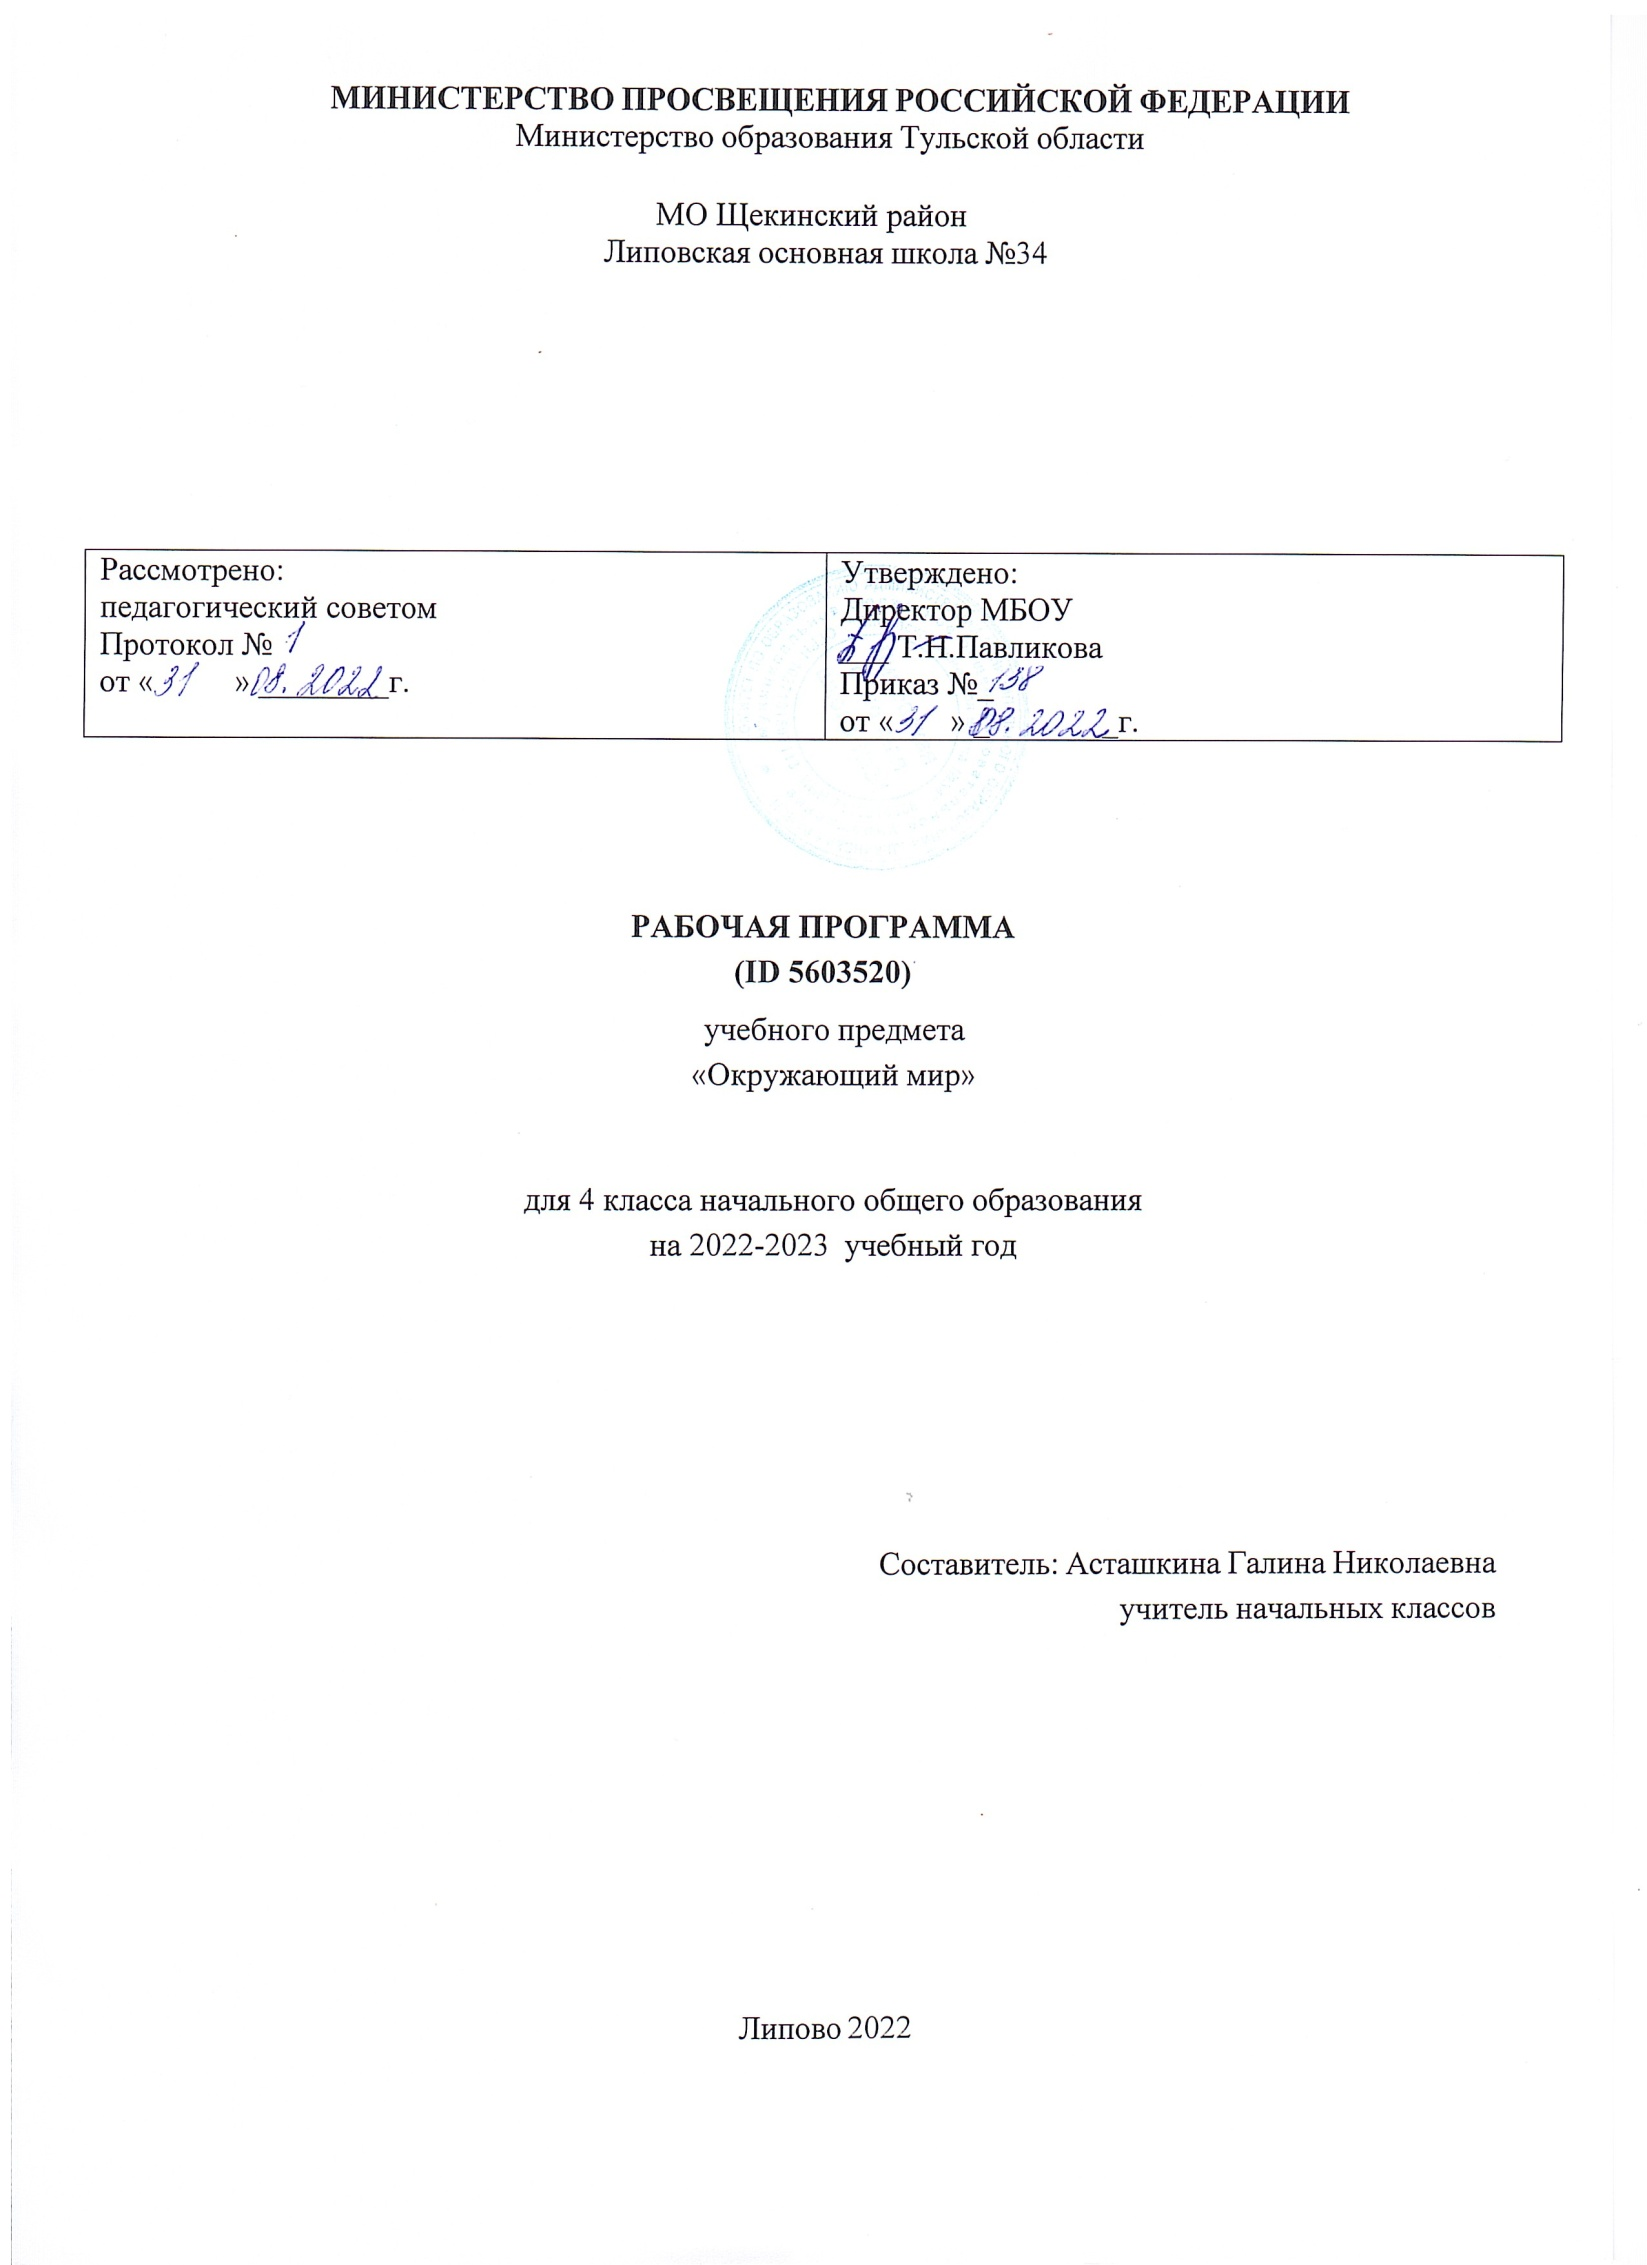 МИНИСТЕРСТВО ПРОСВЕЩЕНИЯ РОССИЙСКОЙ ФЕДЕРАЦИИ
Министерство образования Тульской области
МО Щекинский район
Липовская основная школа №34
Рассмотрено:
педагогический советом
Протокол № 1
от «31 » 08. 2022 г.
Утверждено:
Директор МБОУ
Т.Н.Павликова
Приказ № 138
от «31 » 08. 2022 г.
РАБОЧАЯ ПРОГРАММА
(ID 5603520)
учебного предмета
«Окружающий мир»
для 4 класса начального общего образования
на 2022-2023 учебный год
Составитель: Асташкина Галина Николаевна
учитель начальных классов
Липово 2022